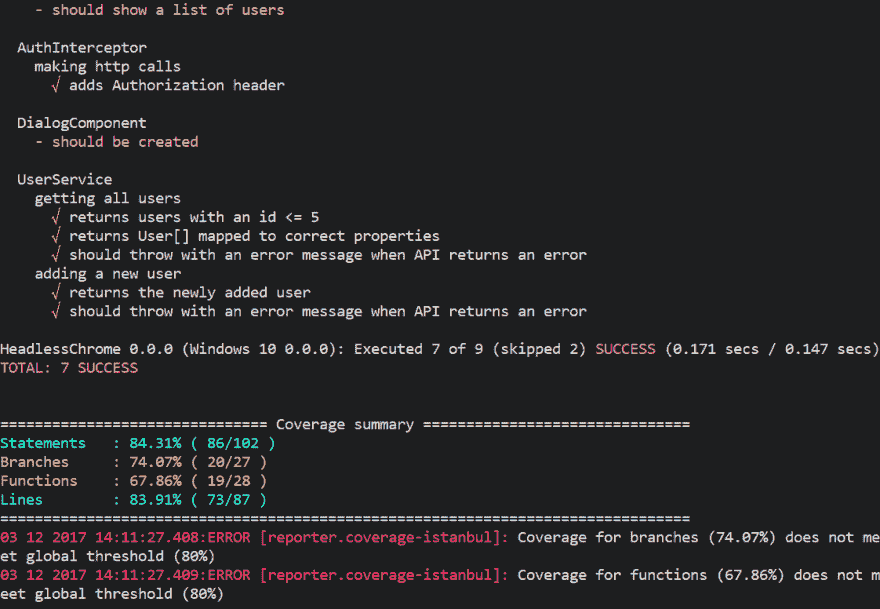 - should show a list of users
AuthInterceptor
making http calls
√ adds Authorization header
DialogComponent
- should be created
UserService
getting all users
√ returns users with an id <= 5
√ returns User[] mapped to correct properties
√ should throw with an error message when API returns an error
adding a new user
√ returns the newly added user
√ should throw with an error message when API returns an error
HeadlessChrome 0.0.0 (Windows 10 0.0.0): Executed 7 of 9 (skipped 2) SUCCESS (0.171 secs / 0.147 secs)
TOTAL: 7 SUCCESS
=============================== Coverage summary ===============================
Statements   : 84.31% ( 86/102 )
Branches     : 74.07% ( 20/27 )
Functions    : 67.86% ( 19/28 )
Lines        : 83.91% ( 73/87 )
================================================================================
03 12 2017 14:11:27.408:ERROR [reporter.coverage-istanbul]: Coverage for branches (74.07%) does not me
et global threshold (80%)
03 12 2017 14:11:27.409:ERROR [reporter.coverage-istanbul]: Coverage for functions (67.86%) does not m
eet global threshold (80%)